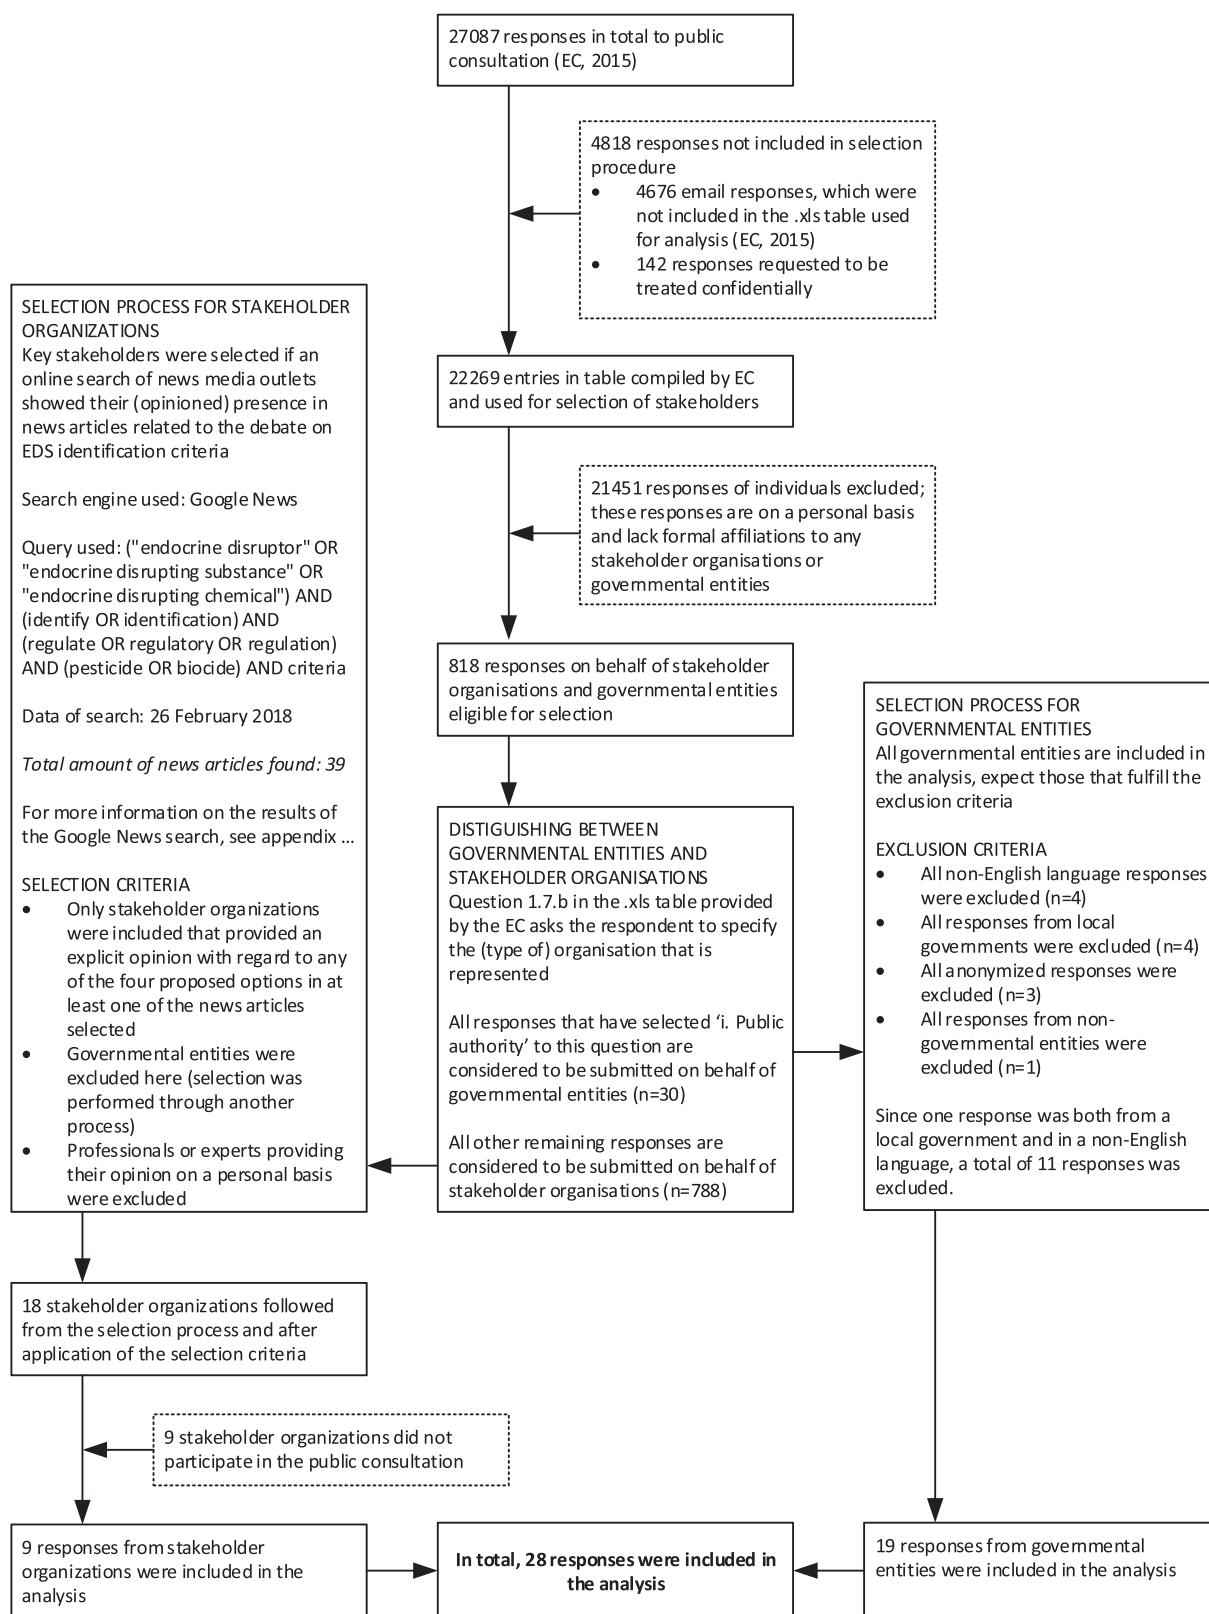 27087 responses in total to public
consultation (EC, 2015)
4818 responses not included in selection
procedure
• 4676 email responses, which were
not included in the .xls table used
for analysis (EC, 2015)
• 142 responses requested to be
treated confidentially
22269 entries in table compiled by EC
and used for selection of stakeholders
21451 responses of individuals excluded;
these responses are on a personal basis
and lack formal affiliations to any
stakeholder organisations or
governmental entities
818 responses on behalf of stakeholder
organisations and governmental entities
eligible for selection
DISTIGUISHING BETWEEN
GOVERNMENTAL ENTITIES AND
STAKEHOLDER ORGANISATIONS
Question 1.7.b in the .xls table provided
by the EC asks the respondent to specify
the (type of) organisation that is
represented
All responses that have selected ‘i. Public
authority’ to this question are
considered to be submitted on behalf of
governmental entities (n=30)
All other remaining responses are
considered to be submitted on behalf of
stakeholder organisations (n=788)
SELECTION PROCESS FOR STAKEHOLDER
ORGANIZATIONS
Key stakeholders were selected if an
online search of news media outlets
showed their (opinioned) presence in
news articles related to the debate on
EDS identification criteria
Search engine used: Google News
Query used: ("endocrine disruptor" OR
"endocrine disrupting substance" OR
"endocrine disrupting chemical") AND
(identify OR identification) AND
(regulate OR regulatory OR regulation)
AND (pesticide OR biocide) AND criteria
Data of search: 26 February 2018
Total amount of news articles found: 39
For more information on the results of
the Google News search, see appendix ...
SELECTION CRITERIA
• Only stakeholder organizations
were included that provided an
explicit opinion with regard to any
of the four proposed options in at
least one of the news articles
selected
• Governmental entities were
excluded here (selection was
performed through another
process)
• Professionals or experts providing
their opinion on a personal basis
were excluded
SELECTION PROCESS FOR
GOVERNMENTAL ENTITIES
All governmental entities are included in
the analysis, expect those that fulfill the
exclusion criteria
EXCLUSION CRITERIA
• All non-English language responses
were excluded (n=4)
• All responses from local
governments were excluded (n=4)
• All anonymized responses were
excluded (n=3)
• All responses from non-
governmental entities were
excluded (n=1)
Since one response was both from a
local government and in a non-English
language, a total of 11 responses was
excluded.
18 stakeholder organizations followed
from the selection process and after
application of the selection criteria
9 stakeholder organizations did not
participate in the public consultation
9 responses from stakeholder
organizations were included in the
analysis
In total, 28 responses were included in
the analysis
19 responses from governmental
entities were included in the analysis